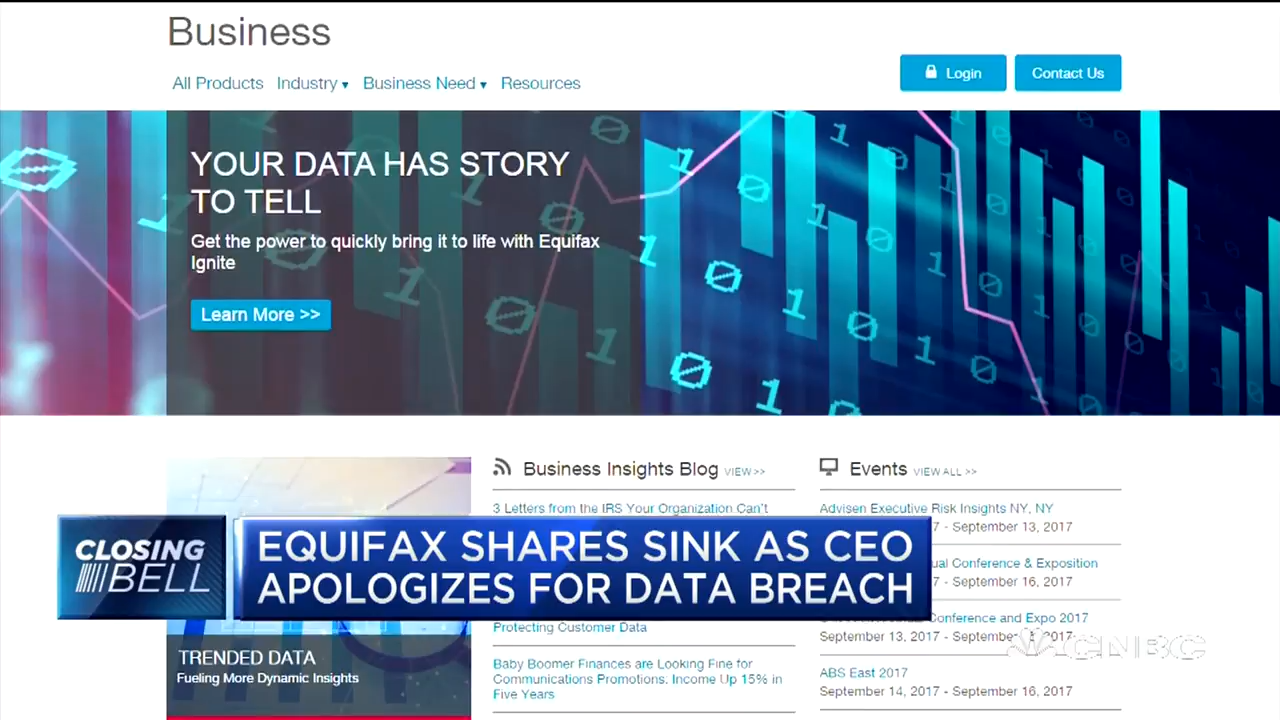 Business
All Products Industry ▾ Business Need ▾ Resources
Login
Contact Us
YOUR DATA HAS STORY
TO TELL
Get the power to quickly bring it to life with Equifax
Ignite
Learn More >>
Business Insights Blog VIEW >>
3 Letters from the IRS Your Organization Can't
Protecting Customer Data
Baby Boomer Finances are Looking Fine for
Communications Promotions: Income Up 15% in
Five Years
Events VIEW ALL >>
Advisen Executive Risk Insights NY, NY
7 - September 13, 2017
Conference & Exposition
7 - September 16, 2017
Conference and Expo 2017
September 13, 2017 - September
ABS East 2017
September 14, 2017 - September 16, 2017
TRENDED DATA
Fueling More Dynamic Insights
CLOSING
BELL
EQUIFAX SHARES SINK AS CEO
APOLOGIZES FOR DATA BREACH
CNBC